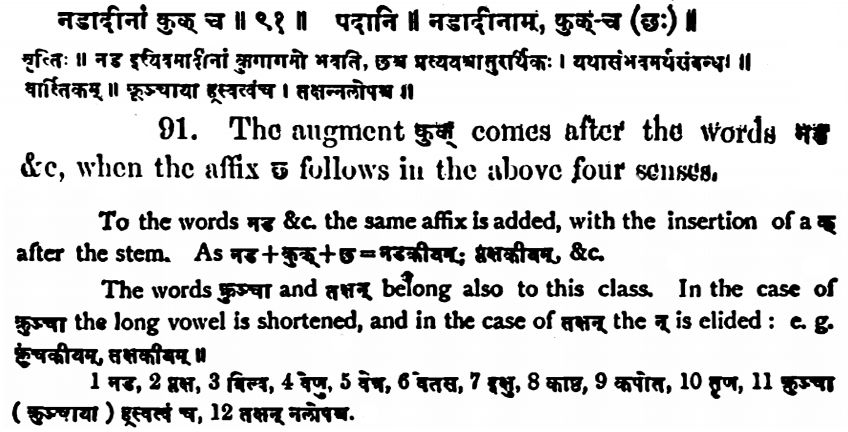 नडादीनां कुक् च ॥ ९१ ॥ पदानि ॥ नडादीनाम्, कुक्-च (छः) ॥
वृत्तिः ॥ नड इत्येवमादीनां कुगागमो भवति, छश्च प्रत्ययश्चातुरर्थिकः । यथासंभवमर्थसंबन्धः ॥
वार्त्तिकम् ॥ क्रुञ्चाया ह्रस्वत्वंच । तक्षन्नलोपश्च ॥
91. The augment कुक् comes after the words नड
&c, when the affix छ follows in the above four senses.
To the words नड &c. the same affix is added, with the insertion of a क्
after the stem. As नड+कुक्+छ=नडकीयम्; प्लक्षकीयम्, &c.
The words क्रुञ्चा and तक्षन् belong also to this class. In the case of
क्रुञ्चा the long vowel is shortened, and in the case of तक्षन् the न् is elided : e. g.
क्रुंचकीयम्, तक्षकीयम् ॥
1 नड, 2 प्लक्ष, 3 बिल्व, 4 वेणु, 5 वेत्र, 6 वेतस, 7 इक्षु, 8 काष्ठ, 9 कपोत, 10 तृण, 11 क्रुञ्चा
( क्रुञ्चाया ) ह्रस्वत्वं च, 12 तक्षन् नलोपश्च.